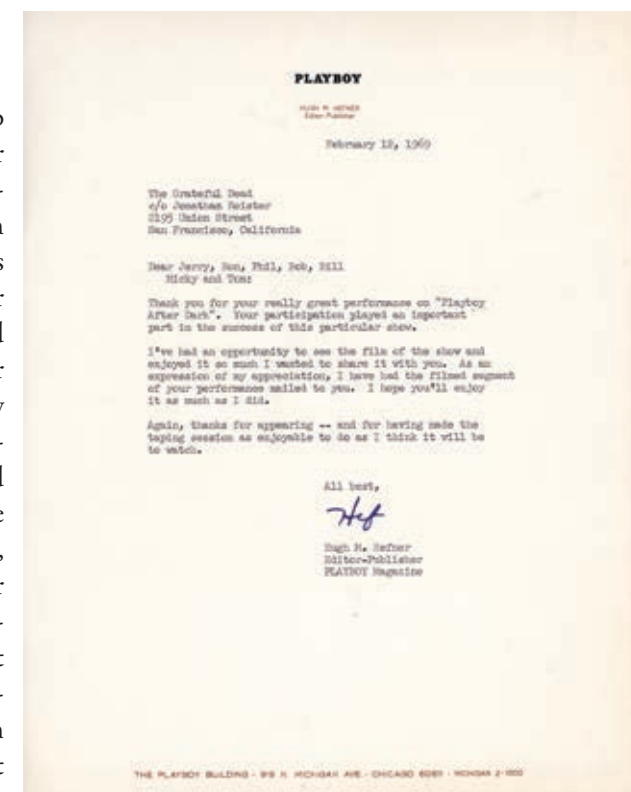 PLAYBOY
HUGH M. HEFNER
Editor-Publisher
February 12, 1969
The Grateful Dead
c/o Jonathan Reister
2195 Union Street
San Francisco, California
Dear Jerry, Ron, Phil, Bob, Bill
Micky and Tom:
Thank you for your really great performance on "Playboy
After Dark". Your participation played an important
part in the success of this particular show.
I've had an opportunity to see the film of the show and
enjoyed it so much I wanted to share it with you. As an
expression of my appreciation, I have had the filmed segment
of your performance mailed to you. I hope you'll enjoy
it as much as I did.
Again, thanks for appearing -- and for having made the
taping session as enjoyable to do as I think it will be
to watch.
All best,
Hef
Hugh M. Hefner
Editor-Publisher
PLAYBOY Magazine
THE PLAYBOY BUILDING · 919 N. MICHIGAN AVE · CHICAGO 60611 · MICHIGAN 2-1000